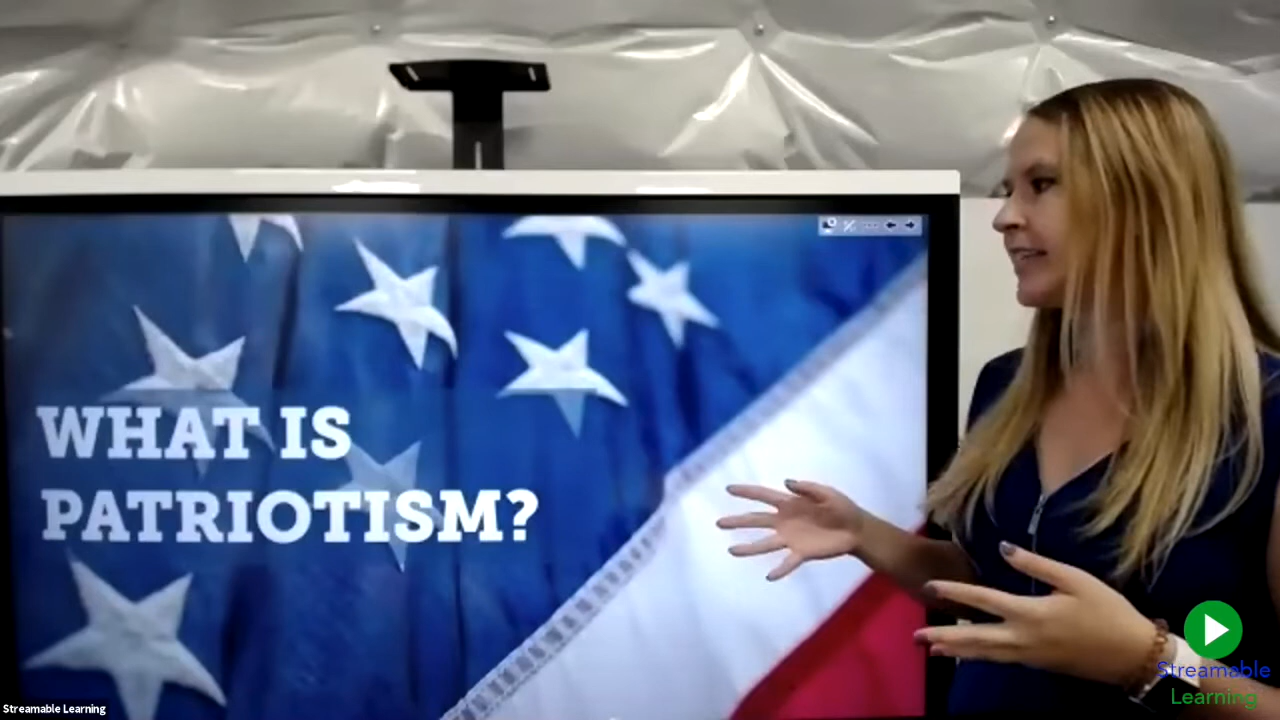 WHAT IS
PATRIOTISM?
Streamable
Learning
Streamable Learning